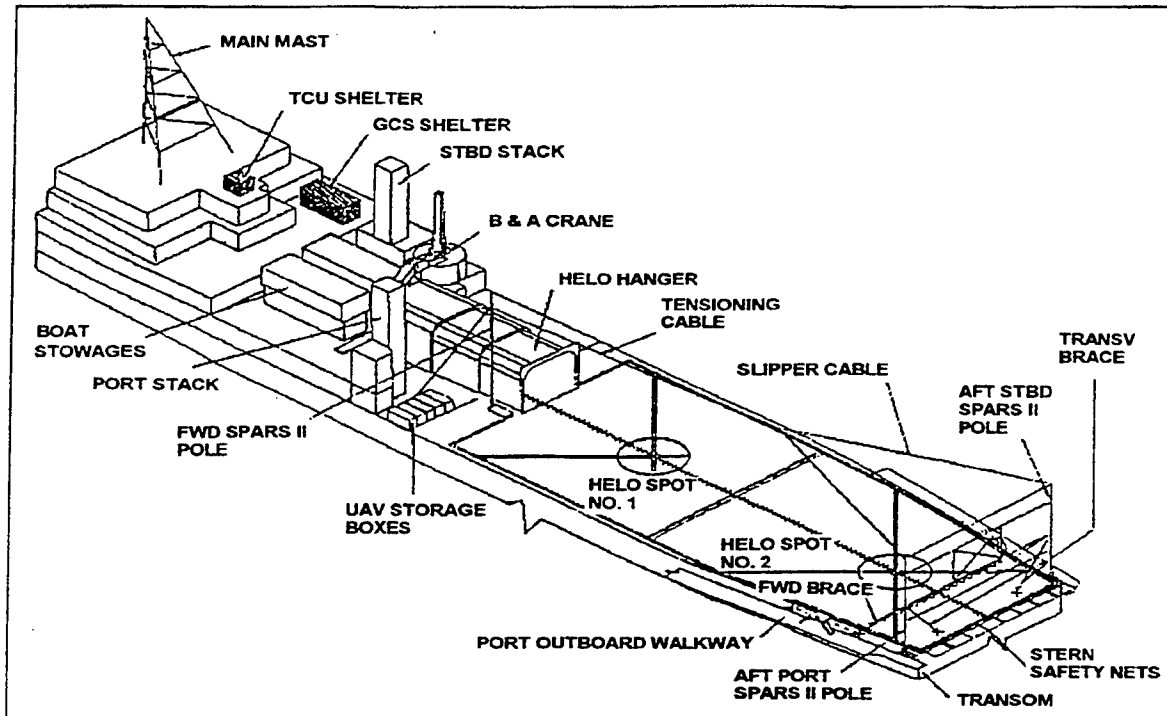 MAIN MAST
TCU SHELTER
GCS SHELTER
STBD STACK
B & A CRANE
HELO HANGER
TENSIONING
CABLE
SLIPPER CABLE
TRANSV
BRACE
AFT STBD
SPARS II
POLE
BOAT
STOWAGES
PORT STACK
FWD SPARS II
POLE
UAV STORAGE
BOXES
HELO SPOT
NO. 1
HELO SPOT
NO. 2
FWD BRACE
PORT OUTBOARD WALKWAY
AFT PORT
SPARS II POLE
STERN
SAFETY NETS
TRANSOM